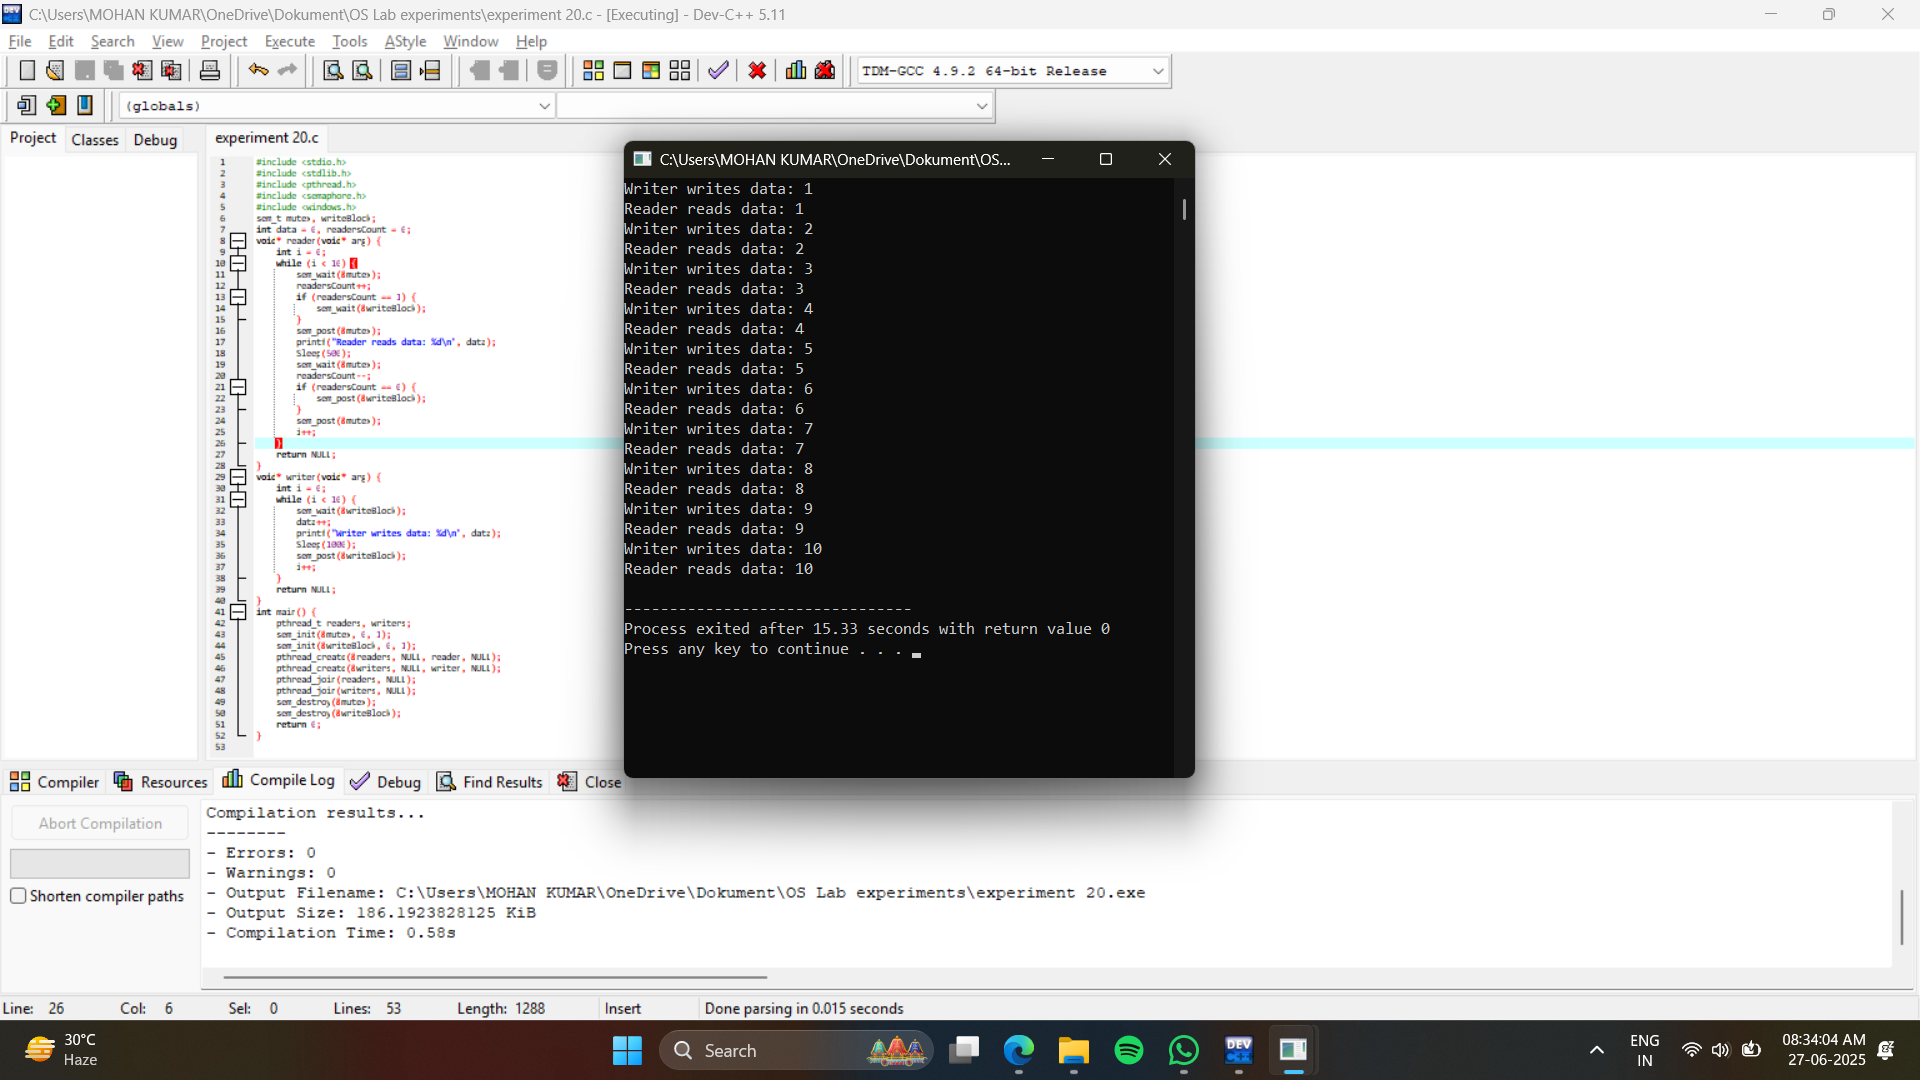 C:\Users\MOHAN KUMAR\OneDrive\Dokument\OS Lab experiments\experiment 20.c - [Executing] - Dev-C++ 5.11
File Edit Search View Project Execute Tools AStyle Window Help
TDM-GCC 4.9.2 64-bit Release
(globals)
Project Classes Debug
experiment 20.c
1 #include <stdio.h>
2 #include <stdlib.h>
3 #include <pthread.h>
4 #include <semaphore.h>
5 #include <windows.h>
6 sem_t mutex, writeBlock;
7 int data = 0, readersCount = 0;
8 void* reader(void* arg) {
9 int i = 0;
10 while (i < 10) {
11 sem_wait(&mutex);
12 readersCount++;
13 if (readersCount == 1) {
14 sem_wait(&writeBlock);
15 }
16 sem_post(&mutex);
17 printf("Reader reads data: %d\n", data);
18 Sleep(500);
19 sem_wait(&mutex);
20 readersCount--;
21 if (readersCount == 0) {
22 sem_post(&writeBlock);
23 }
24 sem_post(&mutex);
25 i++;
26 }
27 return NULL;
28 }
29 void* writer(void* arg) {
30 int i = 0;
31 while (i < 10) {
32 sem_wait(&writeBlock);
33 data++;
34 printf("Writer writes data: %d\n", data);
35 Sleep(1000);
36 sem_post(&writeBlock);
37 i++;
38 }
39 return NULL;
40 }
41 int main() {
42 pthread_t readers, writers;
43 sem_init(&mutex, 0, 1);
44 sem_init(&writeBlock, 0, 1);
45 pthread_create(&readers, NULL, reader, NULL);
46 pthread_create(&writers, NULL, writer, NULL);
47 pthread_join(readers, NULL);
48 pthread_join(writers, NULL);
49 sem_destroy(&mutex);
50 sem_destroy(&writeBlock);
51 return 0;
52 }
53
C:\Users\MOHAN KUMAR\OneDrive\Dokument\OS...
Writer writes data: 1
Reader reads data: 1
Writer writes data: 2
Reader reads data: 2
Writer writes data: 3
Reader reads data: 3
Writer writes data: 4
Reader reads data: 4
Writer writes data: 5
Reader reads data: 5
Writer writes data: 6
Reader reads data: 6
Writer writes data: 7
Reader reads data: 7
Writer writes data: 8
Reader reads data: 8
Writer writes data: 9
Reader reads data: 9
Writer writes data: 10
Reader reads data: 10
--------------------------------
Process exited after 15.33 seconds with return value 0
Press any key to continue . . .
Compiler Resources Compile Log Debug Find Results Close
Abort Compilation
Shorten compiler paths
Compilation results...
--------
- Errors: 0
- Warnings: 0
- Output Filename: C:\Users\MOHAN KUMAR\OneDrive\Dokument\OS Lab experiments\experiment 20.exe
- Output Size: 186.1923828125 KiB
- Compilation Time: 0.58s
Line: 26 Col: 6 Sel: 0 Lines: 53 Length: 1288 Insert Done parsing in 0.015 seconds
30°C
Haze
Search
DEV
ENG
IN
08:34:04 AM
27-06-2025